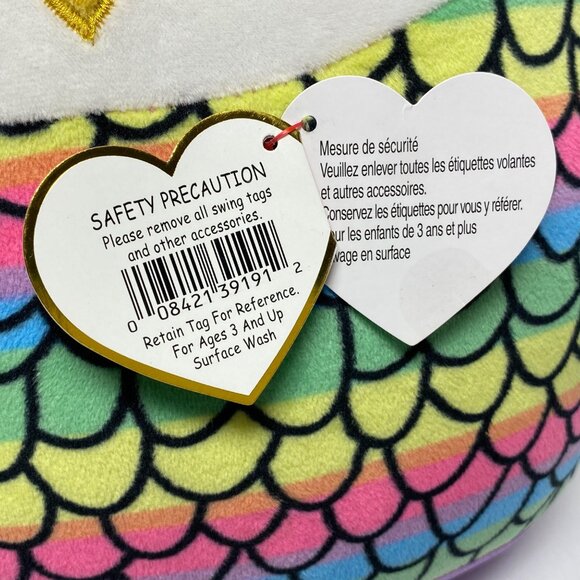 SAFETY PRECAUTION
Please remove all swing tags
and other accessories.
0 08421 39191 2
Retain Tag For Reference.
For Ages 3 And Up
Surface Wash
Mesure de sécurité
Veuillez enlever toutes les étiquettes volantes
et autres accessoires.
Conservez les étiquettes pour vous y référer.
ur les enfants de 3 ans et plus
vage en surface